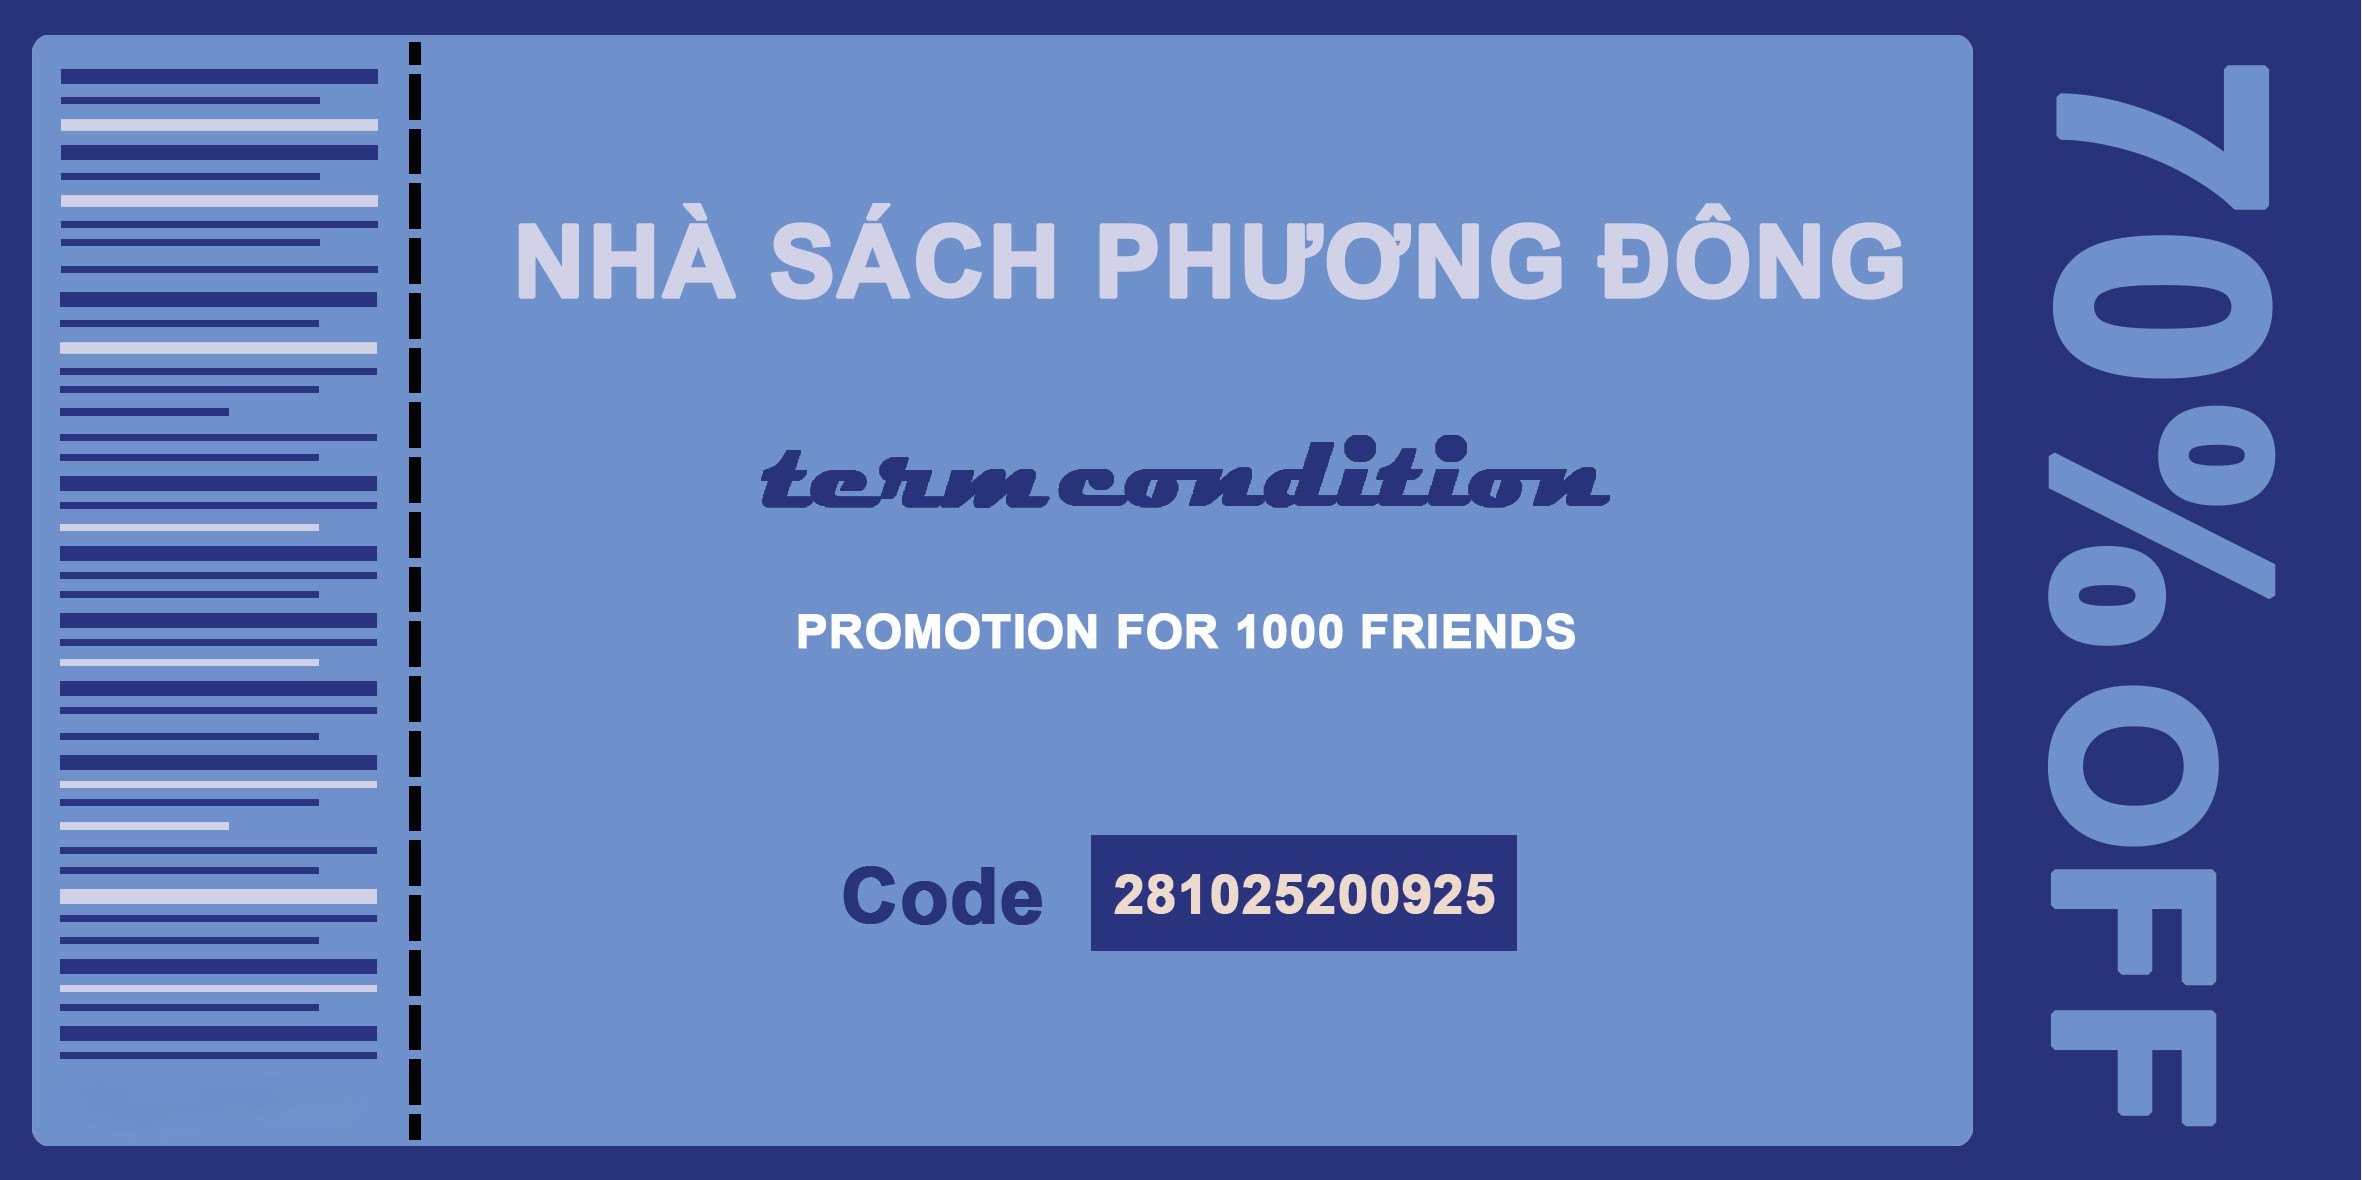 NHÀ SÁCH PHƯƠNG ĐÔNG
term condition
PROMOTION FOR 1000 FRIENDS
Code 281025200925
70% OFF